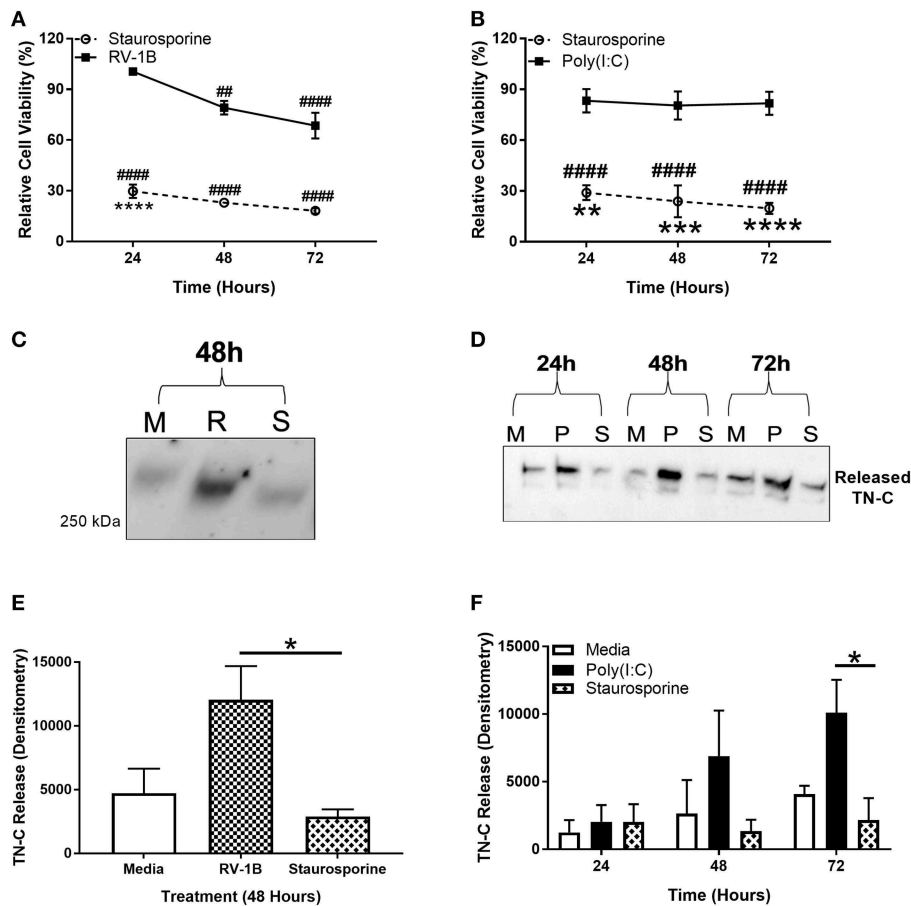 A
Staurosporine
RV-1B
Relative Cell Viability (%)
120
90
60
30
0
##
####
####
####
####
****
24
48
72
Time (Hours)
B
Staurosporine
Poly(I:C)
Relative Cell Viability (%)
120
90
60
30
0
####
####
####
**
***
****
24
48
72
Time (Hours)
C
48h
M R S
250 kDa
D
24h 48h 72h
M P S M P S M P S
Released
TN-C
E
TN-C Release (Densitometry)
15000
10000
5000
0
*
Media RV-1B Staurosporine
Treatment (48 Hours)
F
TN-C Release (Densitometry)
15000
10000
5000
0
Media
Poly(I:C)
Staurosporine
*
24 48 72
Time (Hours)